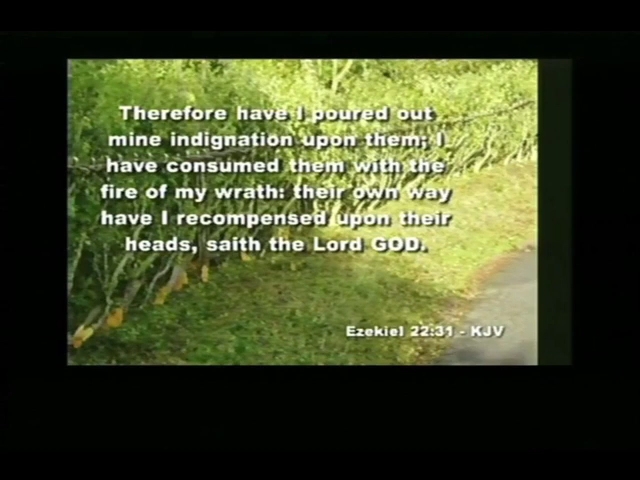 Therefore have I poured out
mine indignation upon them; I
have consumed them with the
fire of my wrath: their own way
have I recompensed upon their
heads, saith the Lord GOD.
Ezekiel 22:31 - KJV